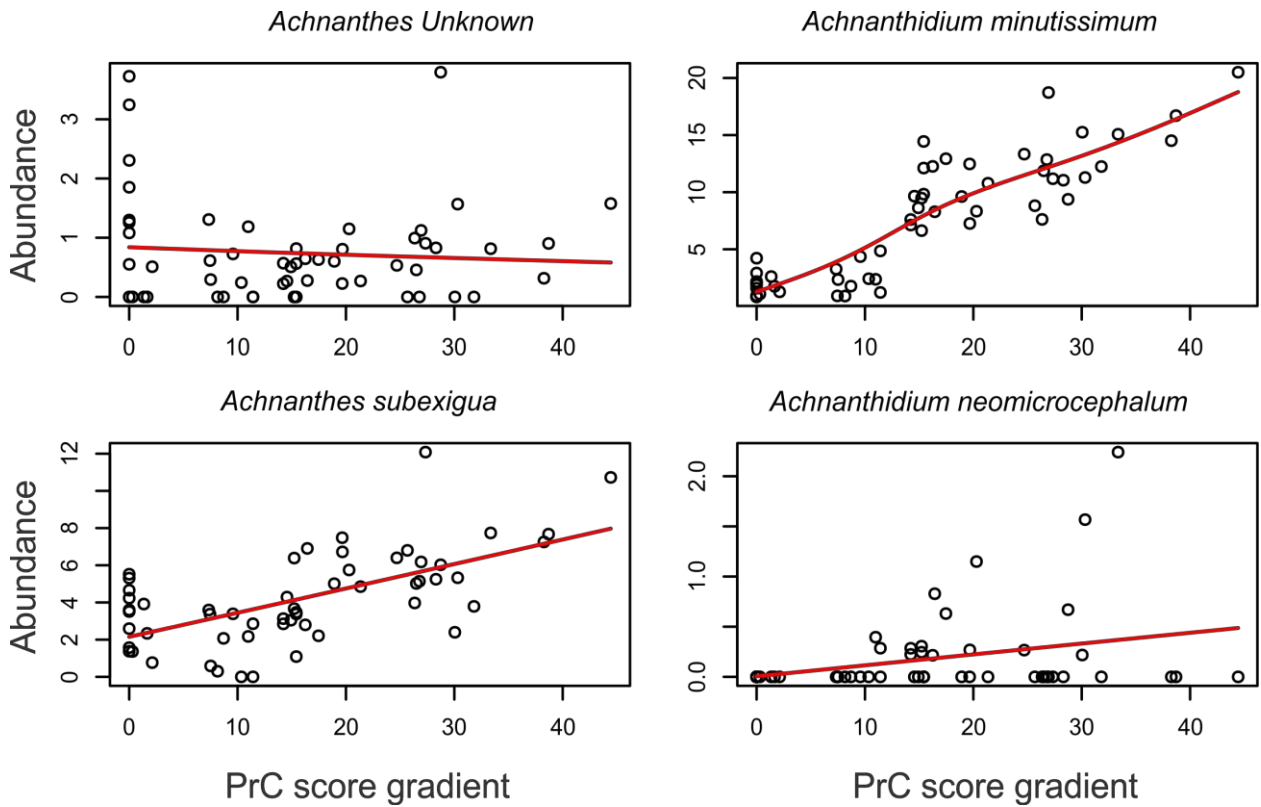 Achnanthes Unknown
Abundance
0 1 2 3
0 10 20 30 40
Achnanthidium minutissimum
5 10 15 20
0 10 20 30 40
Achnanthes subexigua
Abundance
0 2 4 6 8 12
0 10 20 30 40
PrC score gradient
Achnanthidium neomicrocephalum
0.0 1.0 2.0
0 10 20 30 40
PrC score gradient